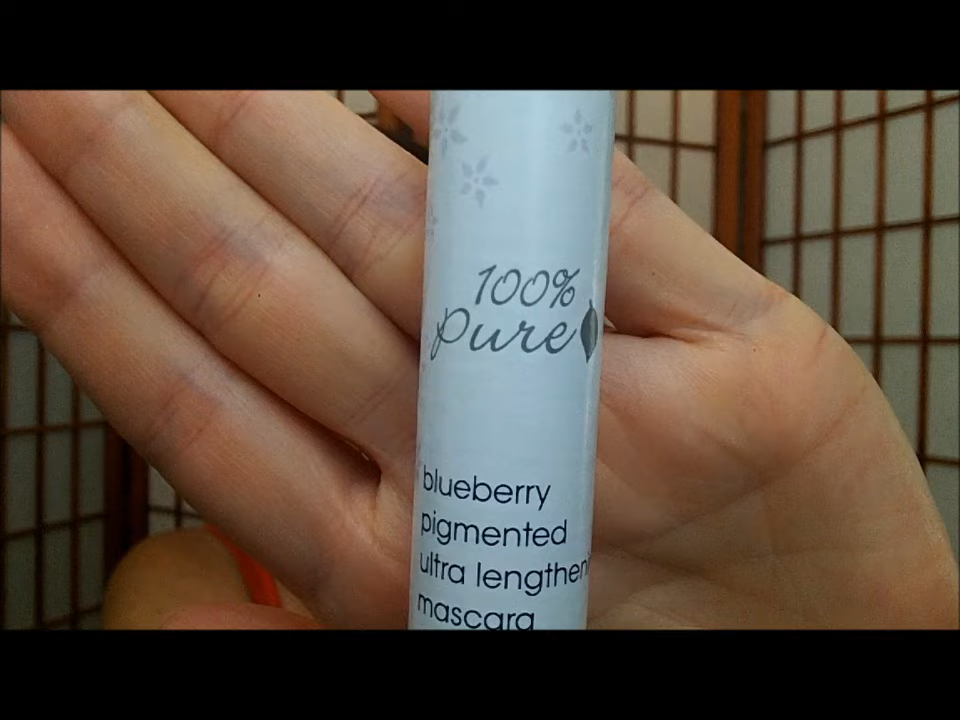 100%
Pure
blueberry
pigmented
ultra lengthen
mascara